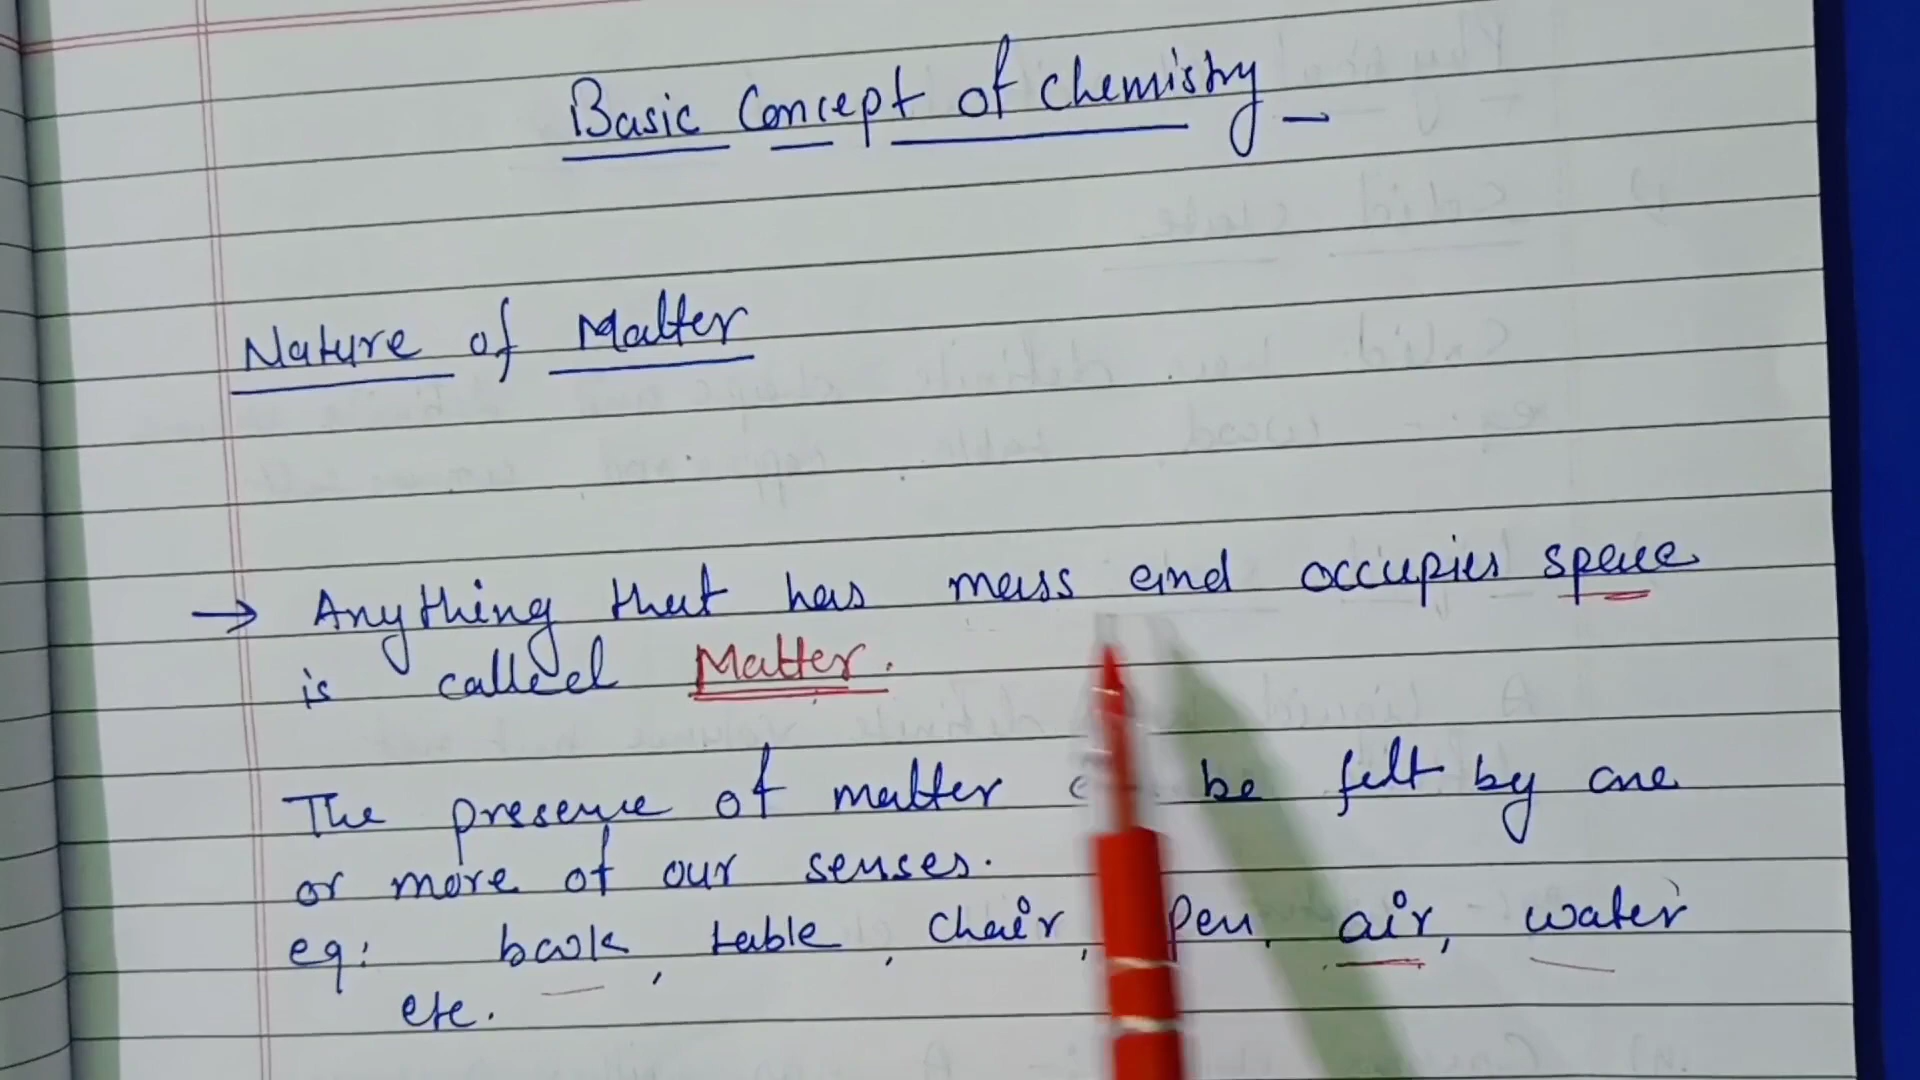 Basic Concept of Chemistry -
Nature of Matter
→ Anything that has mass and occupies space
is called Matter.
The presence of matter be felt by one
or more of our senses.
eg: book, table, chair, Pen, air, water
etc.